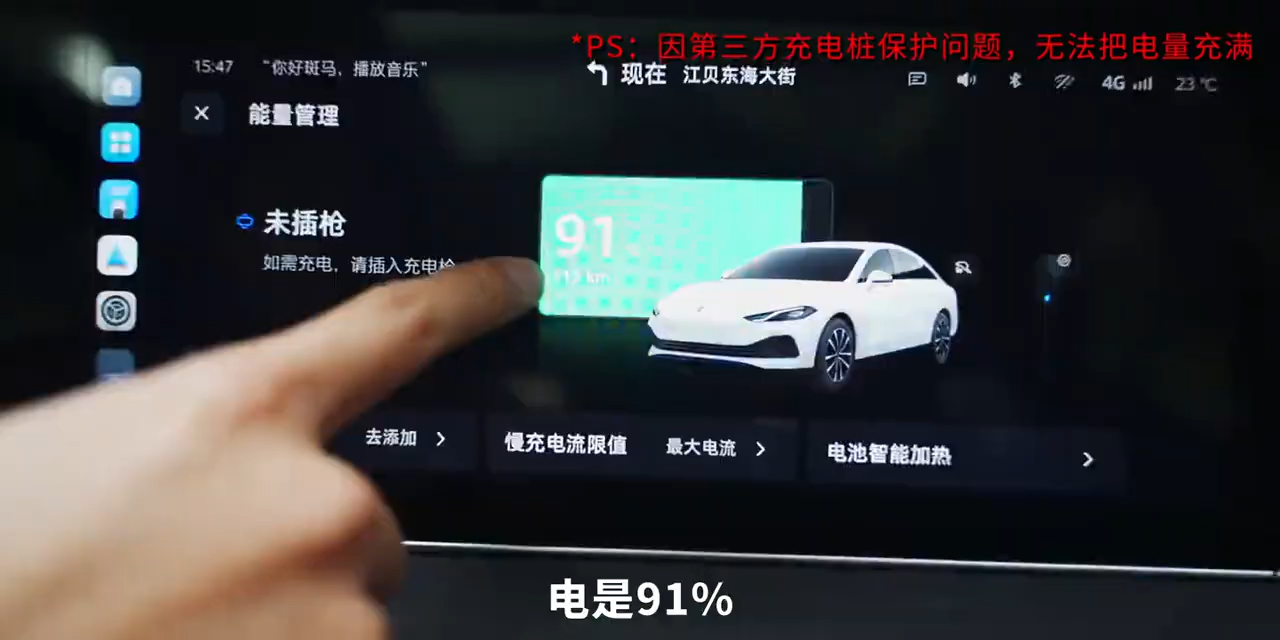 *PS：因第三方充电桩保护问题，无法把电量充满
15:47 “你好斑马，播放音乐” 现在 江贝东海大街 4G 23℃
能量管理
未插枪
如需充电，请插入充电枪
91
km
去添加
慢充电流限值 最大电流
电池智能加热
电是91%